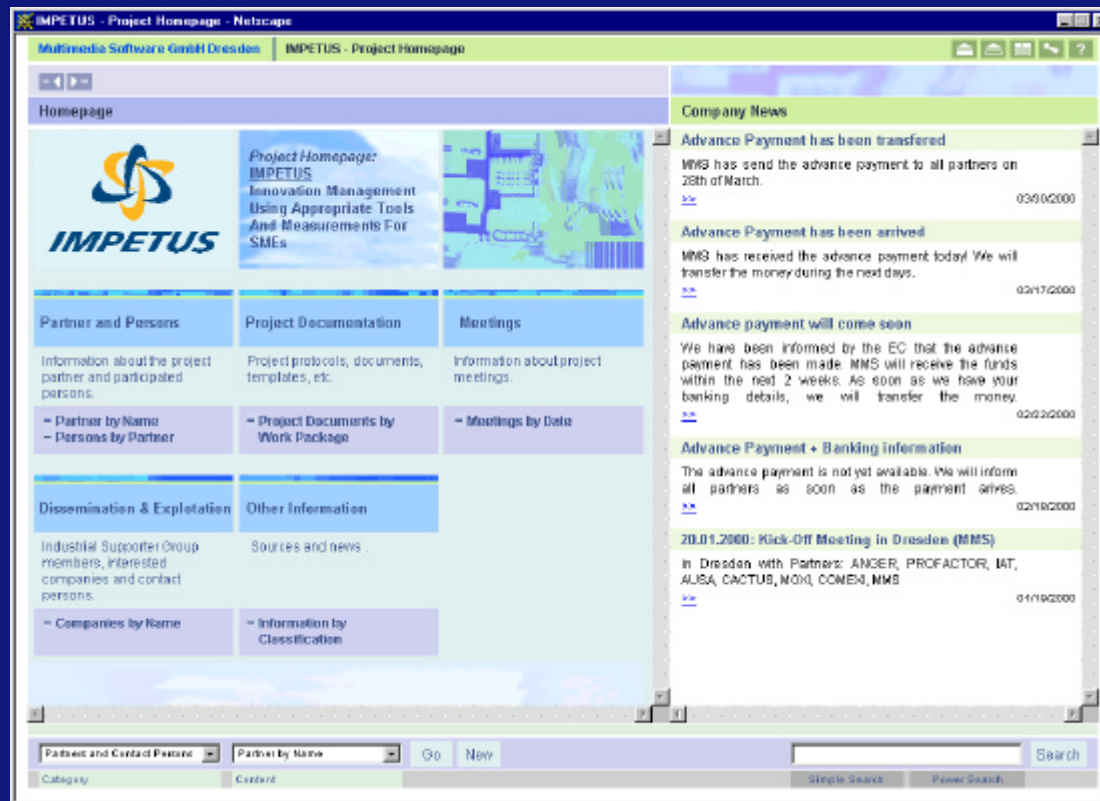 IMPETUS - Project Homepage - Netscape
Multimedia Software GmbH Dresden
IMPETUS - Project Homepage
?
Homepage
IMPETUS
Project Homepage:
IMPETUS
Innovation Management
Using Appropriate Tools
And Measurements For
SMEs
Partner and Persons
Information about the project
partner and participated
persons.
- Partner by Name
- Persons by Partner
Project Documentation
Project protocols, documents,
templates, etc.
- Project Documents by
Work Package
Meetings
Information about project
meetings.
- Meetings by Date
Dissemination & Explotation
Industrial Supporter Group
members, interested
companies and contact
persons.
- Companies by Name
Other Information
Sources and news .
- Information by
Classification
Company News
Advance Payment has been transfered
MMS has send the advance payment to all partners on
28th of March.
>>
03/30/2000
Advance Payment has been arrived
MMS has received the advance payment today! We will
transfer the money during the next days.
>>
03/17/2000
Advance payment will come soon
We have been informed by the EC that the advance
payment has been made. MMS will receive the funds
within the next 2 weeks. As soon as we have your
banking details, we will transfer the money.
>>
02/22/2000
Advance Payment + Banking information
The advance payment is not yet available. We will inform
all partners as soon as the payment arives.
>>
20.01.2000: Kick-Off Meeting in Dresden (MMS)
in Dresden with Partners: ANGER, PROFACTOR, IAT,
AUSA, CACTUS, MOXI, COMEXI, MMS
>>
01/19/2000
Partners and Contact Persons
Partner by Name
Go
New
Search
Category
Content
Simple Search
Power Search